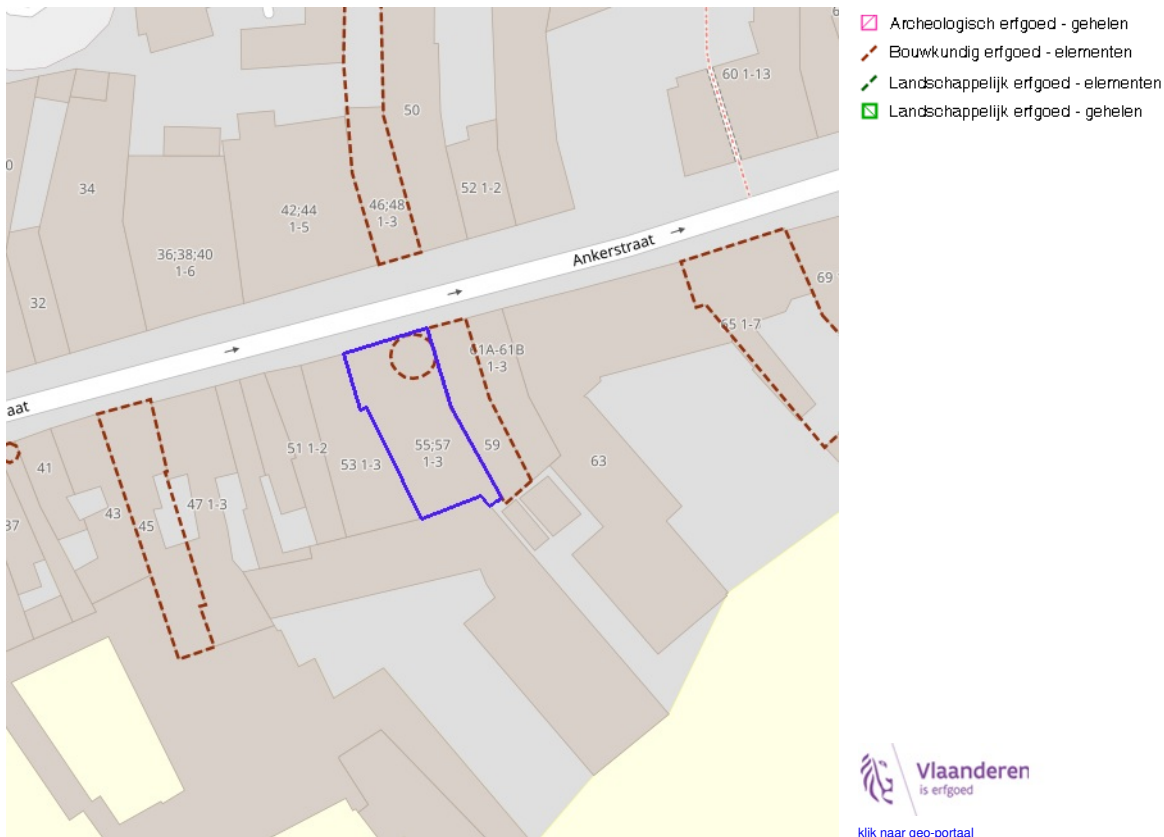 Archeologisch erfgoed - gehelen
Bouwkundig erfgoed - elementen
Landschappelijk erfgoed - elementen
Landschappelijk erfgoed - gehelen
60 1-13
50
34
52 1-2
46;48
1-3
42;44
1-5
36;38;40
1-6
Ankerstraat
32
69
65 1-7
61A-61B
1-3
aat
51 1-2
55;57
1-3
59
53 1-3
63
41
47 1-3
43
45
37
Vlaanderen
is erfgoed
klik naar geo-portaal